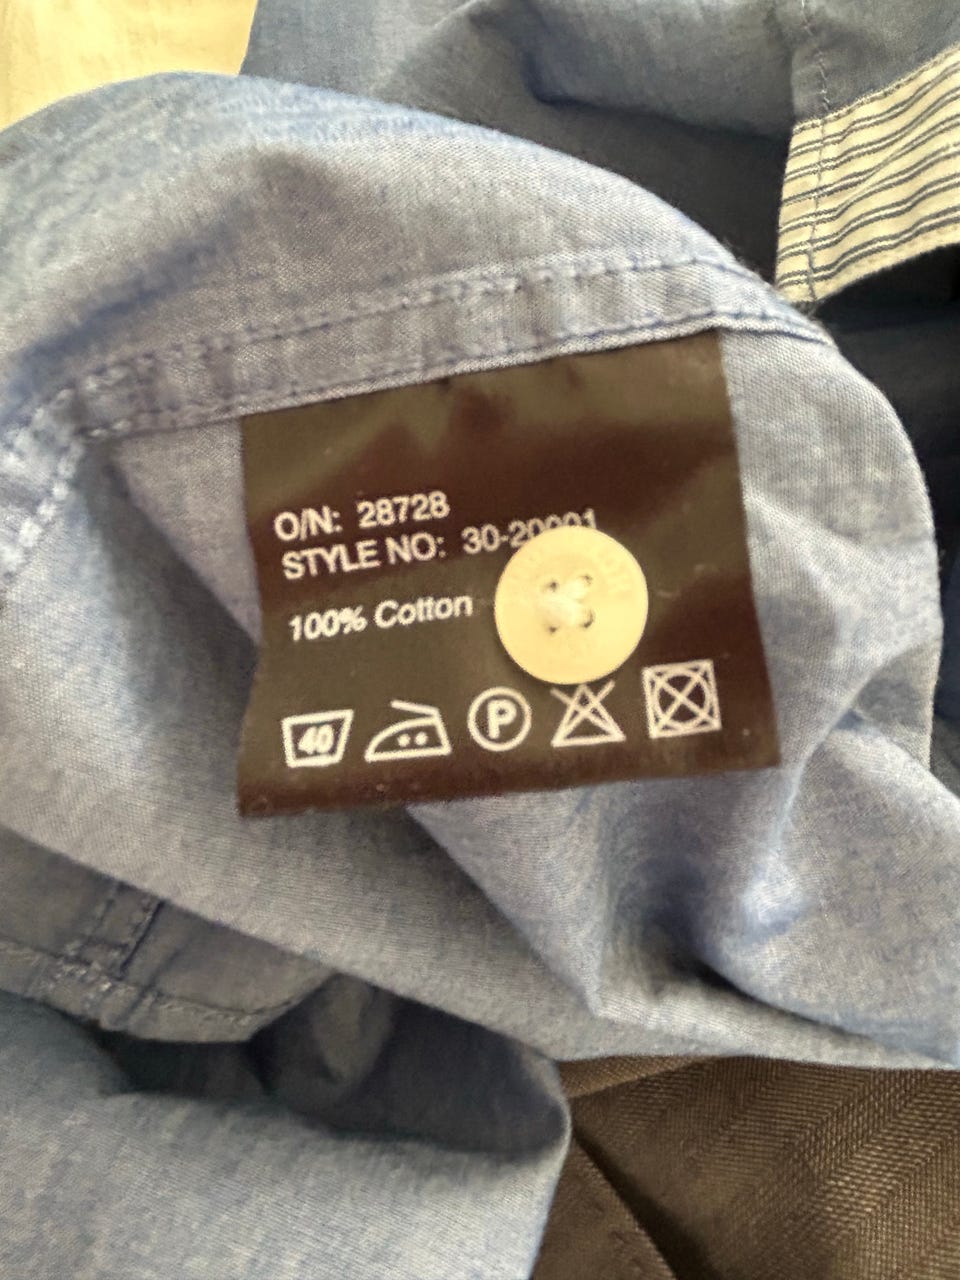 O/N: 28728
STYLE NO: 30-20001
100% Cotton
40
P